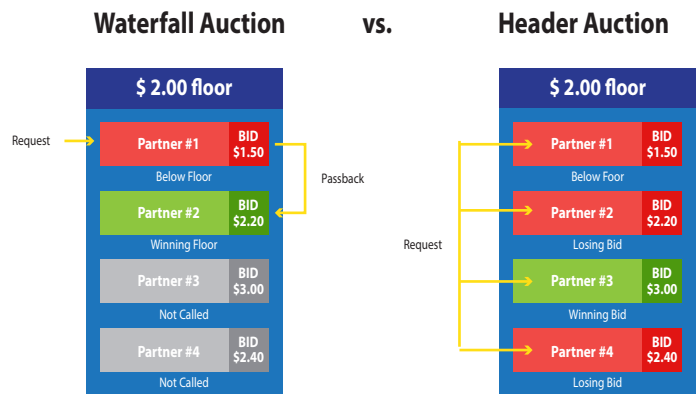 Waterfall Auction vs. Header Auction
$ 2.00 floor
Request
Partner #1
BID
$1.50
Below Floor
Passback
Partner #2
BID
$2.20
Winning Floor
Partner #3
BID
$3.00
Not Called
Partner #4
BID
$2.40
Not Called
$ 2.00 floor
Partner #1
BID
$1.50
Below Foor
Request
Partner #2
BID
$2.20
Losing Bid
Partner #3
BID
$3.00
Winning Bid
Partner #4
BID
$2.40
Losing Bid